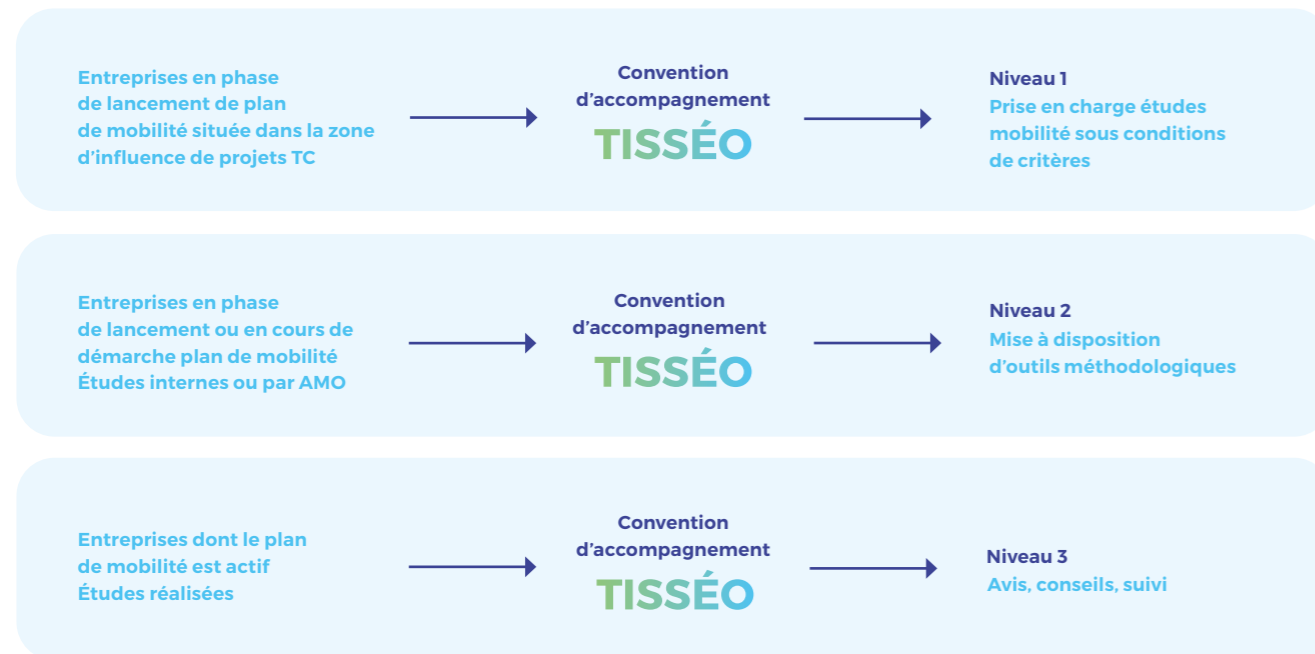 Entreprises en phase
de lancement de plan
de mobilité située dans la zone
d’influence de projets TC
Convention
d’accompagnement
TISSÉO
Niveau 1
Prise en charge études
mobilité sous conditions
de critères
Entreprises en phase
de lancement ou en cours de
démarche plan de mobilité
Études internes ou par AMO
Convention
d’accompagnement
TISSÉO
Niveau 2
Mise à disposition
d’outils méthodologiques
Entreprises dont le plan
de mobilité est actif
Études réalisées
Convention
d’accompagnement
TISSÉO
Niveau 3
Avis, conseils, suivi